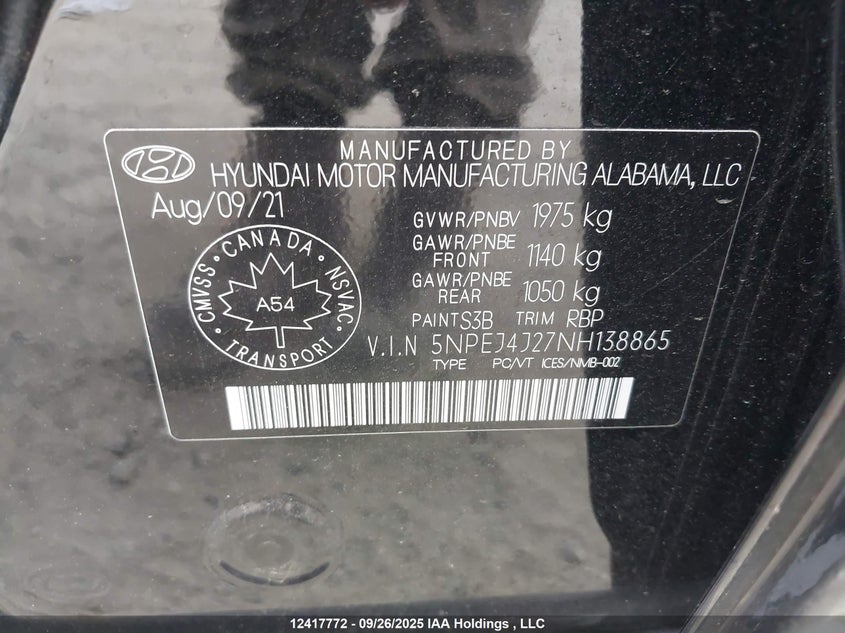 MANUFACTURED BY
HYUNDAI MOTOR MANUFACTURING ALABAMA, LLC
Aug/09/21
GVWR/PNBV 1975 kg
GAWR/PNBE FRONT 1140 kg
GAWR/PNBE REAR 1050 kg
PAINT S3B TRIM RBP
V.I.N 5NPEJ4J27NH138865
TYPE PC/VT ICES/NMB-002
CMVSS · CANADA · NSVAC
A54
TRANSPORT
12417772 - 09/26/2025 IAA Holdings , LLC